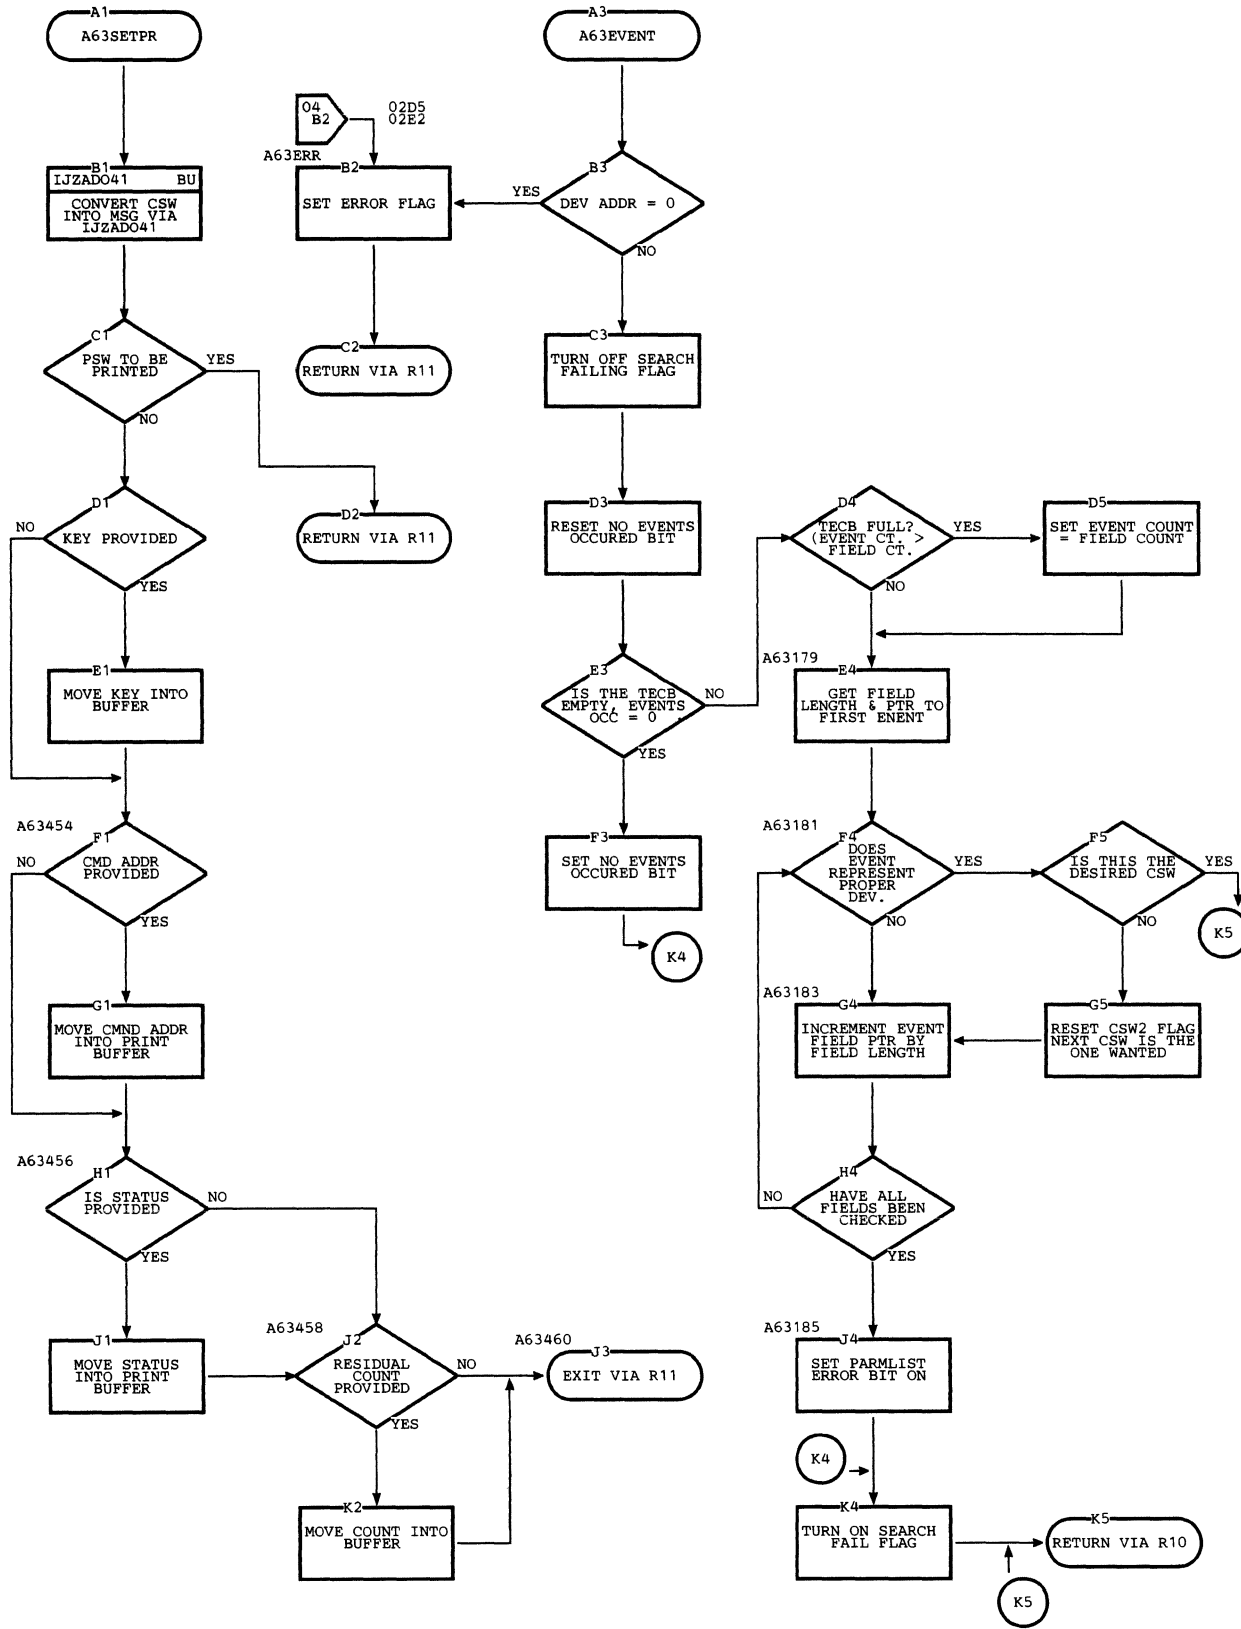 A1
A63SETPR
A3
A63EVENT
04
B2
02D5
02E2
A63ERR
B1
IJZADO41 BU
CONVERT CSW
INTO MSG VIA
IJZADO41
B2
SET ERROR FLAG
YES
B3
DEV ADDR = 0
NO
C1
PSW TO BE
PRINTED
YES
NO
C2
RETURN VIA R11
C3
TURN OFF SEARCH
FAILING FLAG
D1
KEY PROVIDED
NO
YES
D2
RETURN VIA R11
D3
RESET NO EVENTS
OCCURED BIT
D4
TECB FULL?
(EVENT CT. >
FIELD CT.
YES
NO
D5
SET EVENT COUNT
= FIELD COUNT
E1
MOVE KEY INTO
BUFFER
E3
IS THE TECB
EMPTY, EVENTS
OCC = 0
NO
YES
A63179
E4
GET FIELD
LENGTH & PTR TO
FIRST ENENT
A63454
F1
CMD ADDR
PROVIDED
NO
YES
F3
SET NO EVENTS
OCCURED BIT
K4
A63181
F4
DOES
EVENT
REPRESENT
PROPER
DEV.
YES
NO
F5
IS THIS THE
DESIRED CSW
YES
NO
K5
G1
MOVE CMND ADDR
INTO PRINT
BUFFER
A63183
G4
INCREMENT EVENT
FIELD PTR BY
FIELD LENGTH
G5
RESET CSW2 FLAG
NEXT CSW IS THE
ONE WANTED
A63456
H1
IS STATUS
PROVIDED
NO
YES
H4
HAVE ALL
FIELDS BEEN
CHECKED
NO
YES
J1
MOVE STATUS
INTO PRINT
BUFFER
A63458
J2
RESIDUAL
COUNT
PROVIDED
NO
YES
A63460
J3
EXIT VIA R11
A63185
J4
SET PARMLIST
ERROR BIT ON
K4
K2
MOVE COUNT INTO
BUFFER
K4
TURN ON SEARCH
FAIL FLAG
K5
RETURN VIA R10
K5